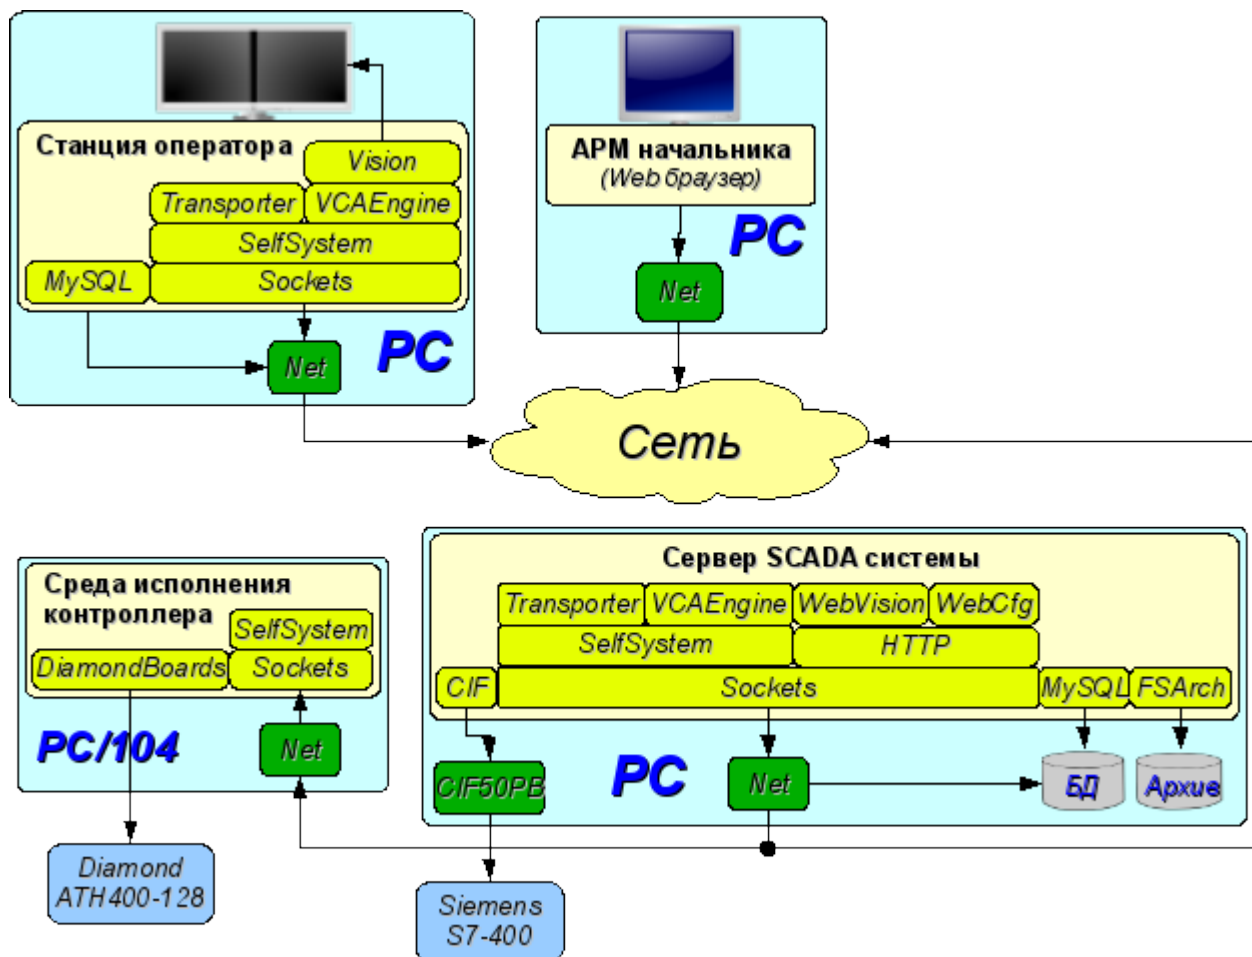 Станция оператора
Vision
Transporter
VCAEngine
SelfSystem
MySQL
Sockets
Net
PC
АРМ начальника
(Web браузер)
Net
PC
Сеть
Среда исполнения
контроллера
SelfSystem
DiamondBoards
Sockets
PC/104
Net
Diamond
ATH400-128
Сервер SCADA системы
Transporter
VCAEngine
WebVision
WebCfg
SelfSystem
HTTP
CIF
Sockets
MySQL
FSArch
CIF50PB
PC
Net
БД
Архив
Siemens
S7-400